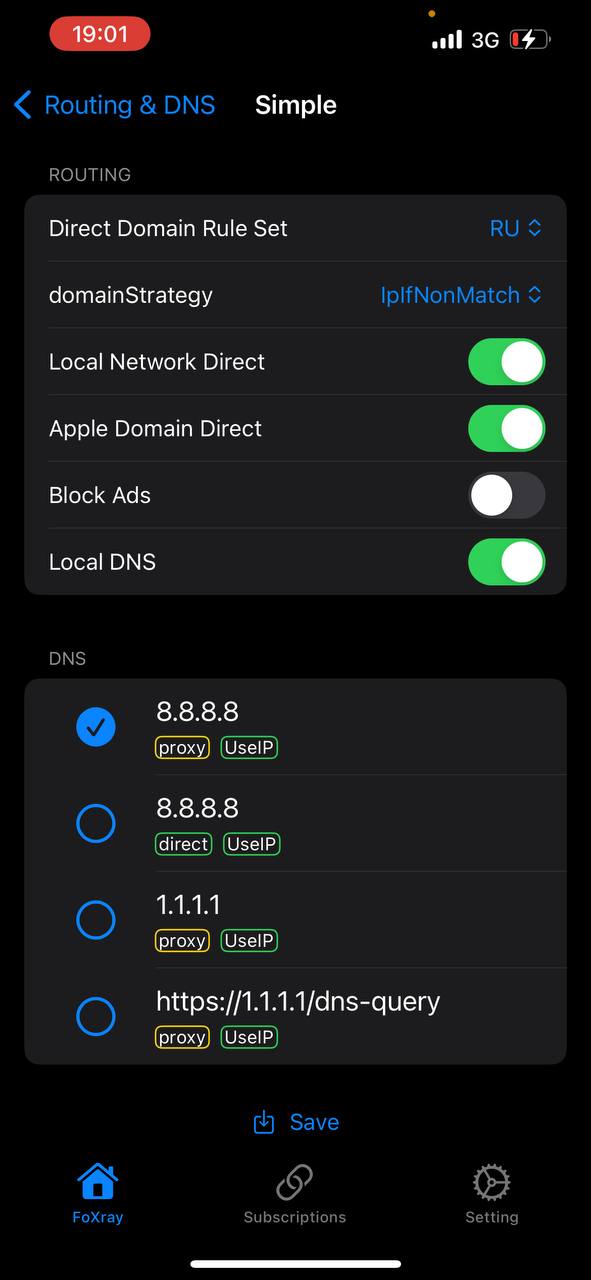 19:01
3G
Routing & DNS Simple
ROUTING
Direct Domain Rule Set RU
domainStrategy IpIfNonMatch
Local Network Direct
Apple Domain Direct
Block Ads
Local DNS
DNS
8.8.8.8
proxy UseIP
8.8.8.8
direct UseIP
1.1.1.1
proxy UseIP
https://1.1.1.1/dns-query
proxy UseIP
Save
FoXray Subscriptions Setting